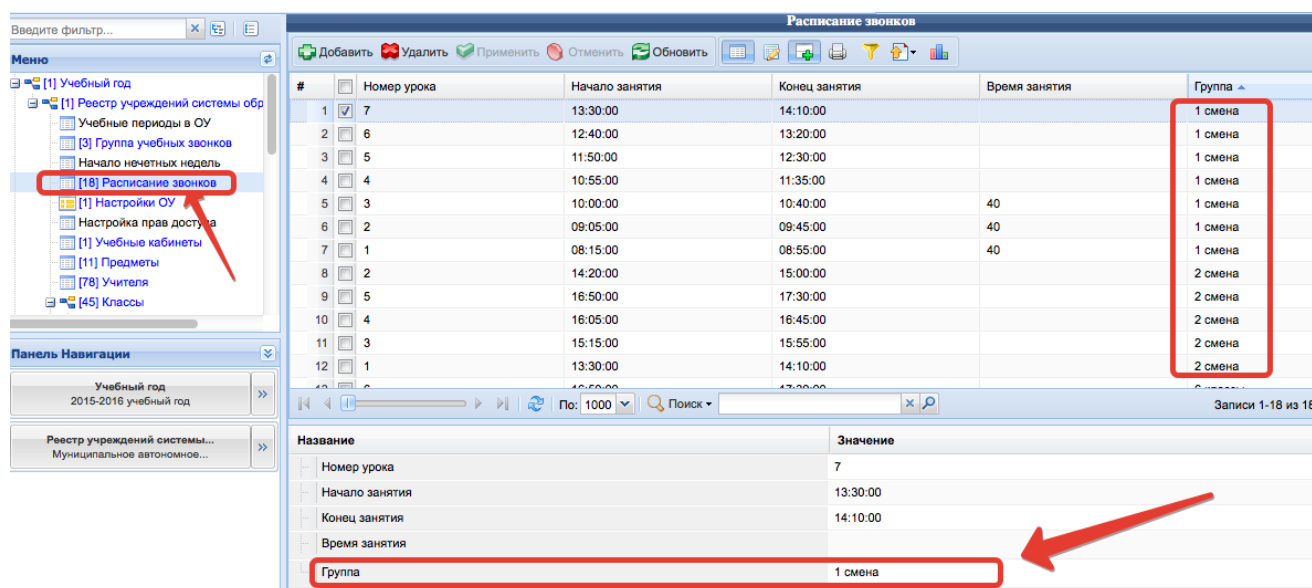 Расписание звонков
Введите фильтр...
Меню
[1] Учебный год
[1] Реестр учреждений системы обр
Учебные периоды в ОУ
[3] Группа учебных звонков
Начало нечетных недель
[18] Расписание звонков
[1] Настройки ОУ
Настройка прав доступа
[1] Учебные кабинеты
[11] Предметы
[78] Учителя
[45] Классы
Панель Навигации
Учебный год
2015-2016 учебный год
Реестр учреждений системы...
Муниципальное автономное...
Добавить Удалить Применить Отменить Обновить
# Номер урока Начало занятия Конец занятия Время занятия Группа
1 7 13:30:00 14:10:00 1 смена
2 6 12:40:00 13:20:00 1 смена
3 5 11:50:00 12:30:00 1 смена
4 4 10:55:00 11:35:00 1 смена
5 3 10:00:00 10:40:00 40 1 смена
6 2 09:05:00 09:45:00 40 1 смена
7 1 08:15:00 08:55:00 40 1 смена
8 2 14:20:00 15:00:00 2 смена
9 5 16:50:00 17:30:00 2 смена
10 4 16:05:00 16:45:00 2 смена
11 3 15:15:00 15:55:00 2 смена
12 1 13:30:00 14:10:00 2 смена
По: 1000 Поиск Записи 1-18 из 18
Название Значение
Номер урока 7
Начало занятия 13:30:00
Конец занятия 14:10:00
Время занятия
Группа 1 смена